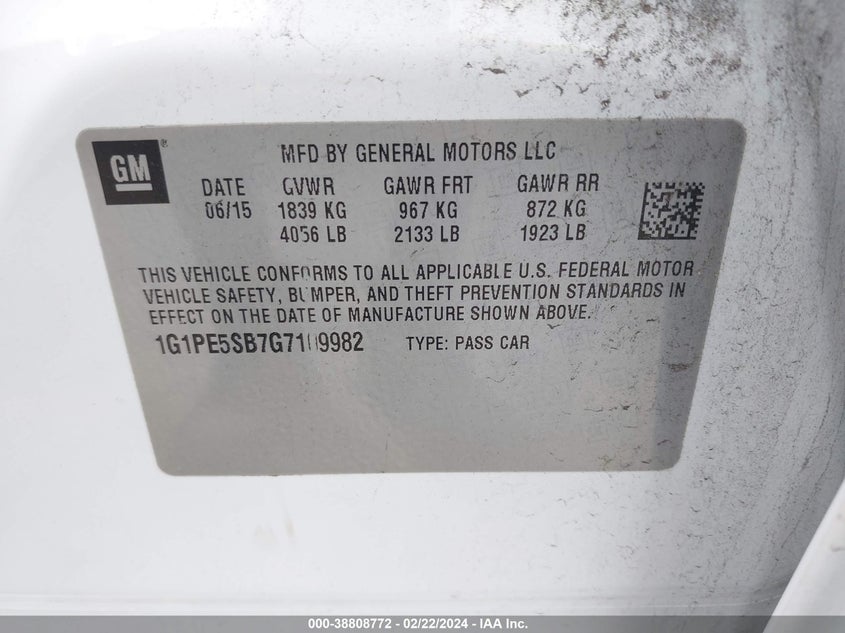 GM®
MFD BY GENERAL MOTORS LLC
DATE GVWR GAWR FRT GAWR RR
06/15 1839 KG 967 KG 872 KG
4056 LB 2133 LB 1923 LB
THIS VEHICLE CONFORMS TO ALL APPLICABLE U.S. FEDERAL MOTOR
VEHICLE SAFETY, BUMPER, AND THEFT PREVENTION STANDARDS IN
EFFECT ON THE DATE OF MANUFACTURE SHOWN ABOVE.
TYPE: PASS CAR
000-38808772 - 02/22/2024 - IAA Inc.